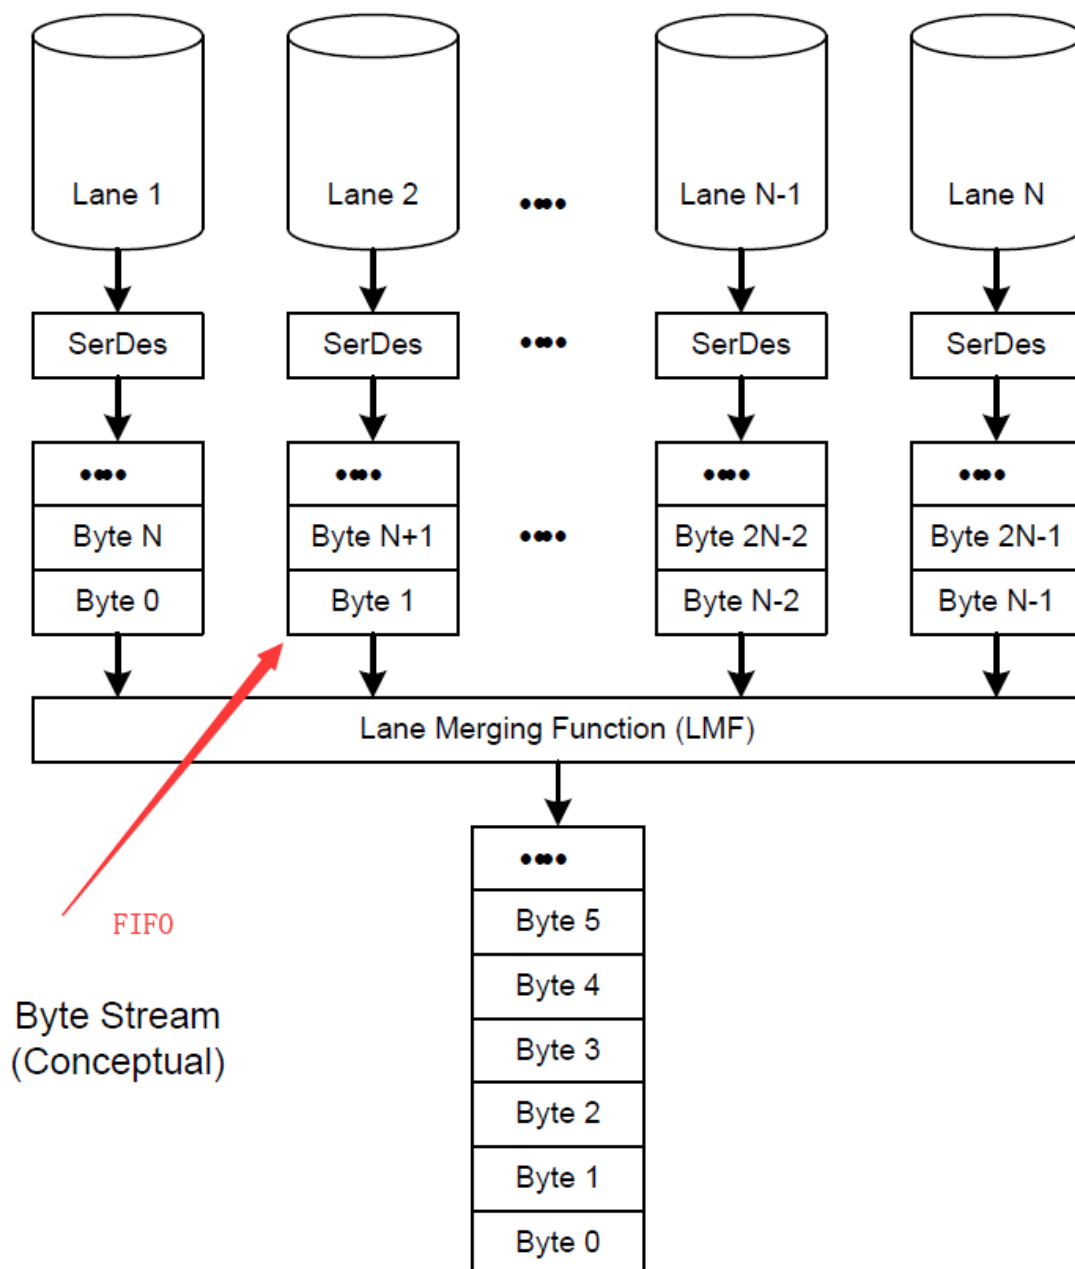 Lane 1
Lane 2
Lane N-1
Lane N
SerDes
SerDes
SerDes
SerDes
Byte N
Byte N+1
Byte 2N-2
Byte 2N-1
Byte 0
Byte 1
Byte N-2
Byte N-1
Lane Merging Function (LMF)
Byte 5
FIFO
Byte 4
Byte Stream
(Conceptual)
Byte 3
Byte 2
Byte 1
Byte 0